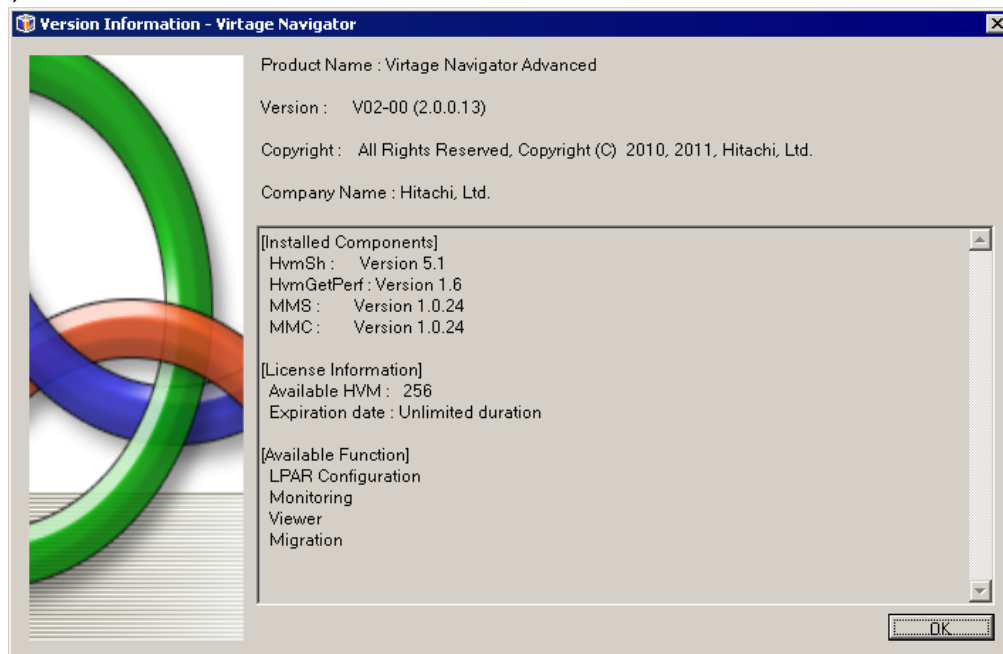 Version Information - Virtage Navigator
Product Name : Virtage Navigator Advanced
Version : V02-00 (2.0.0.13)
Copyright : All Rights Reserved, Copyright (C) 2010, 2011, Hitachi, Ltd.
Company Name : Hitachi, Ltd.
[Installed Components]
HvmSh : Version 5.1
HvmGetPerf : Version 1.6
MMS : Version 1.0.24
MMC : Version 1.0.24
[License Information]
Available HVM : 256
Expiration date : Unlimited duration
[Available Function]
LPAR Configuration
Monitoring
Viewer
Migration
OK